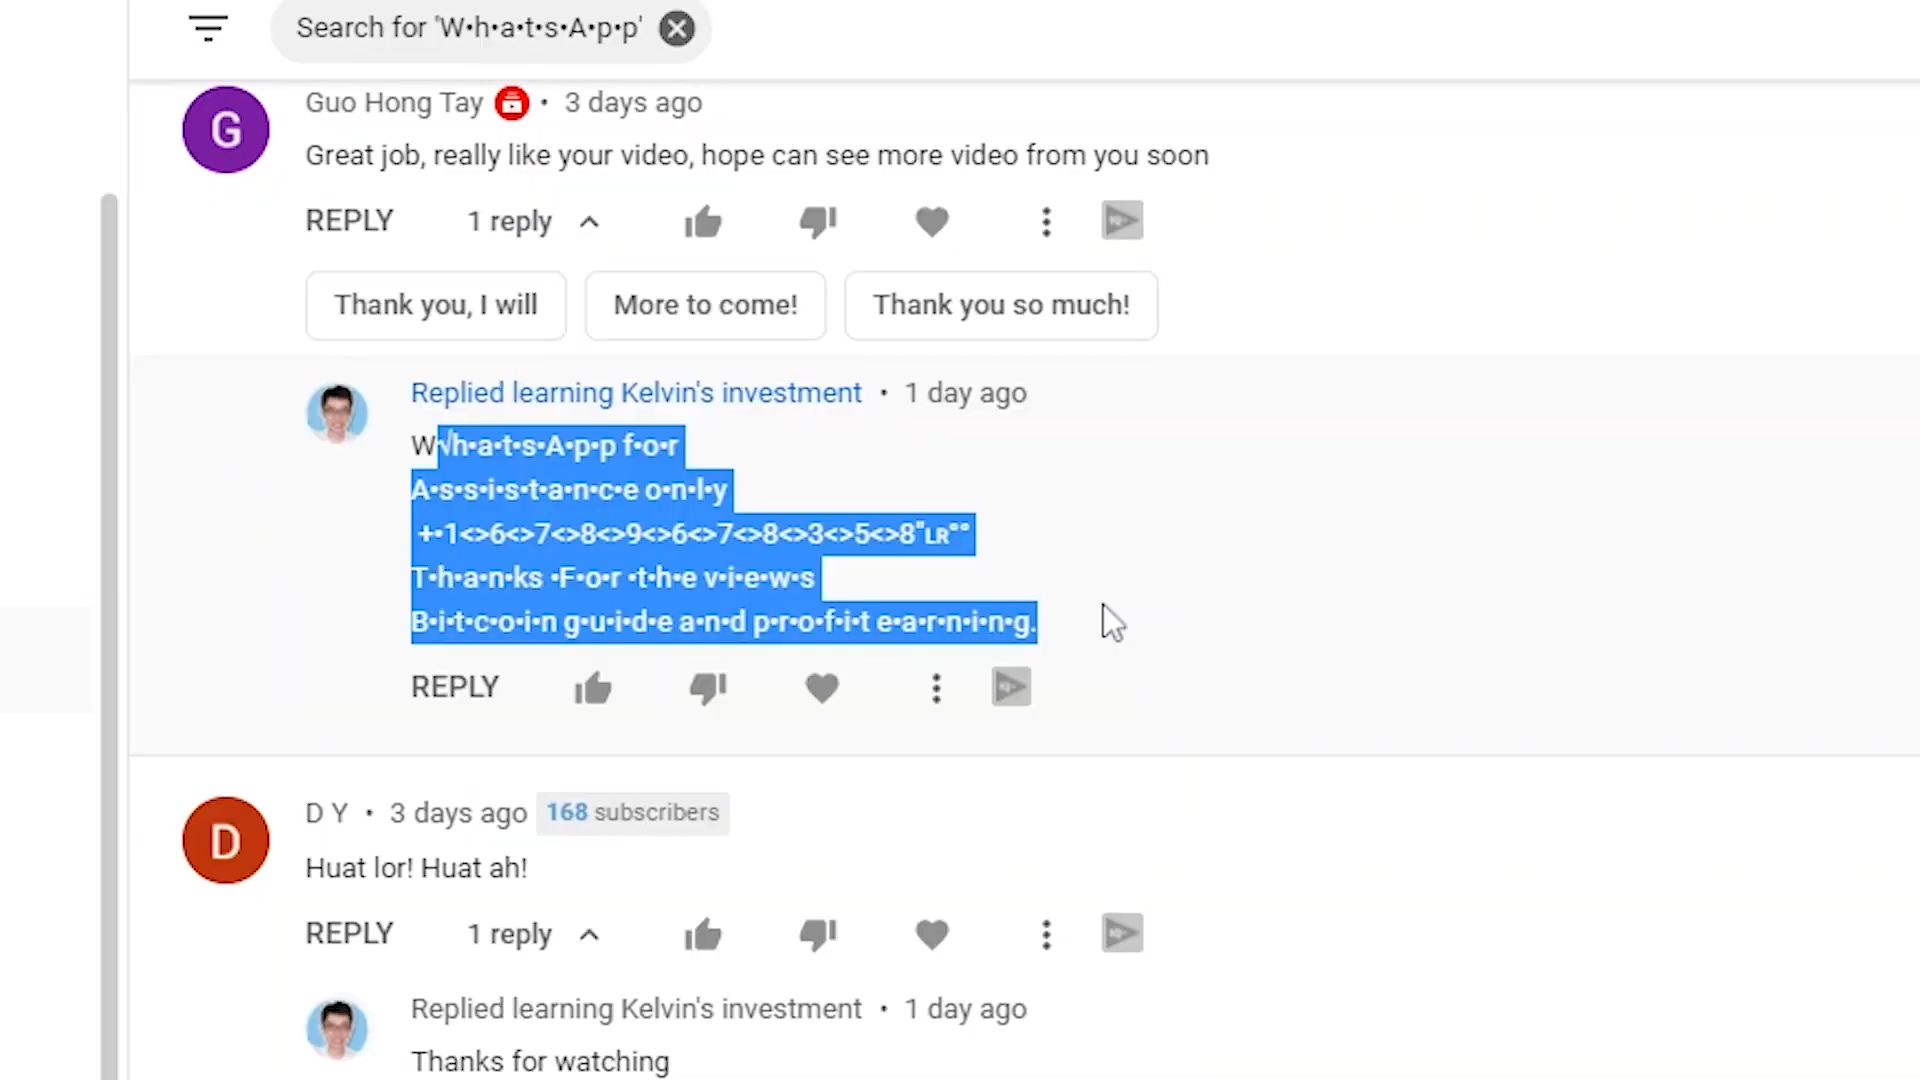 Search for 'W•h•a•t•s•A•p•p'
G
Guo Hong Tay • 3 days ago
Great job, really like your video, hope can see more video from you soon
REPLY 1 reply
Thank you, I will More to come! Thank you so much!
Replied learning Kelvin's investment • 1 day ago
W√h•a•t•s•A•p•p f•o•r
A•s•s•i•s•t•a•n•c•e o•n•l•y
+•1<>6<>7<>8<>9<>6<>7<>8<>3<>5<>8"ʟʀ°°
T•h•a•n•ks •F•o•r •t•h•e v•i•e•w•s
B•i•t•c•o•i•n g•u•i•d•e a•n•d p•r•o•f•i•t e•a•r•n•i•n•g.
REPLY
D
D Y • 3 days ago 168 subscribers
Huat lor! Huat ah!
REPLY 1 reply
Replied learning Kelvin's investment • 1 day ago
Thanks for watching